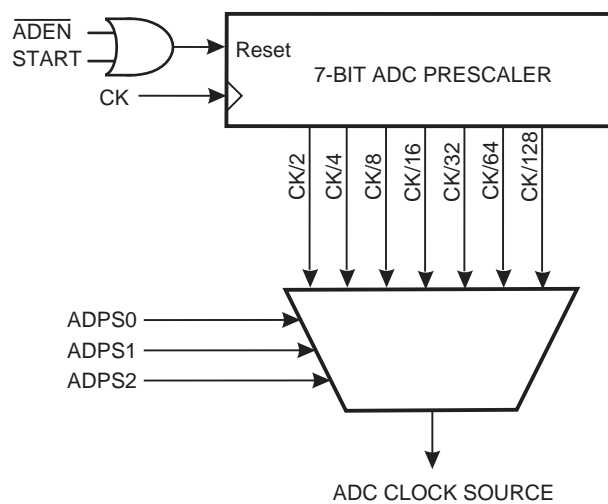 ADEN
START
Reset
7-BIT ADC PRESCALER
CK
CK/2
CK/4
CK/8
CK/16
CK/32
CK/64
CK/128
ADPS0
ADPS1
ADPS2
ADC CLOCK SOURCE